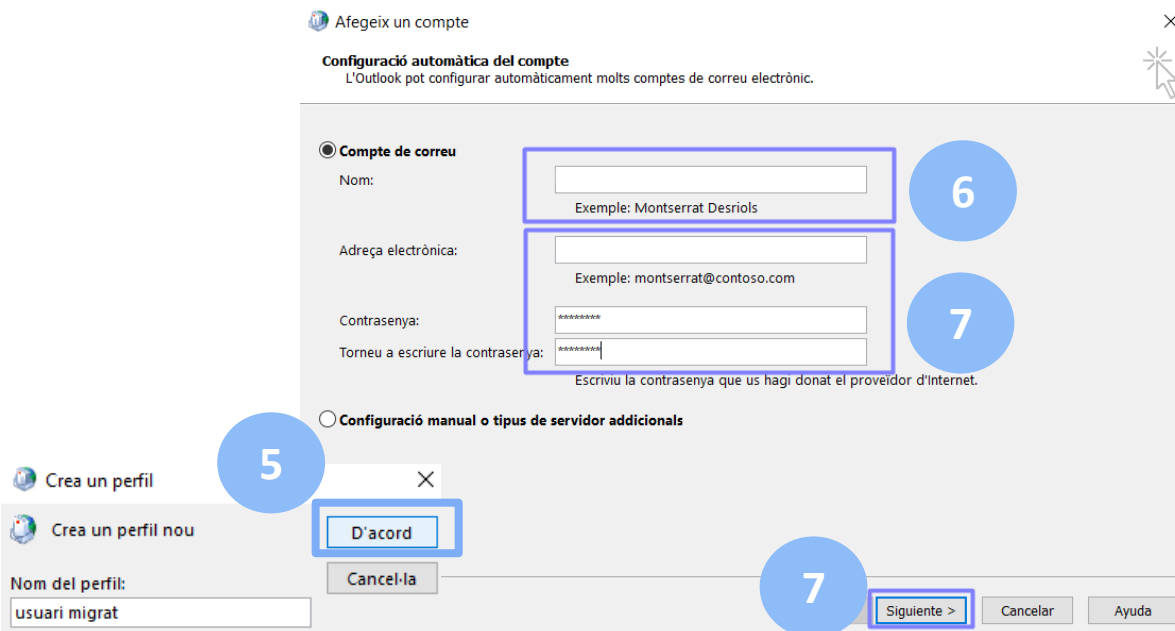 Afegeix un compte
Configuració automàtica del compte
L'Outlook pot configurar automàticament molts comptes de correu electrònic.
Compte de correu
Nom:
Exemple: Montserrat Desriols
6
Adreça electrònica:
Exemple: montserrat@contoso.com
Contrasenya:
********
7
Torneu a escriure la contrasenya:
********
Escriviu la contrasenya que us hagi donat el proveïdor d'Internet.
Configuració manual o tipus de servidor addicionals
5
Crea un perfil
Crea un perfil nou
D'acord
Cancel·la
Nom del perfil:
usuari migrat
7
Siguiente >
Cancelar
Ayuda